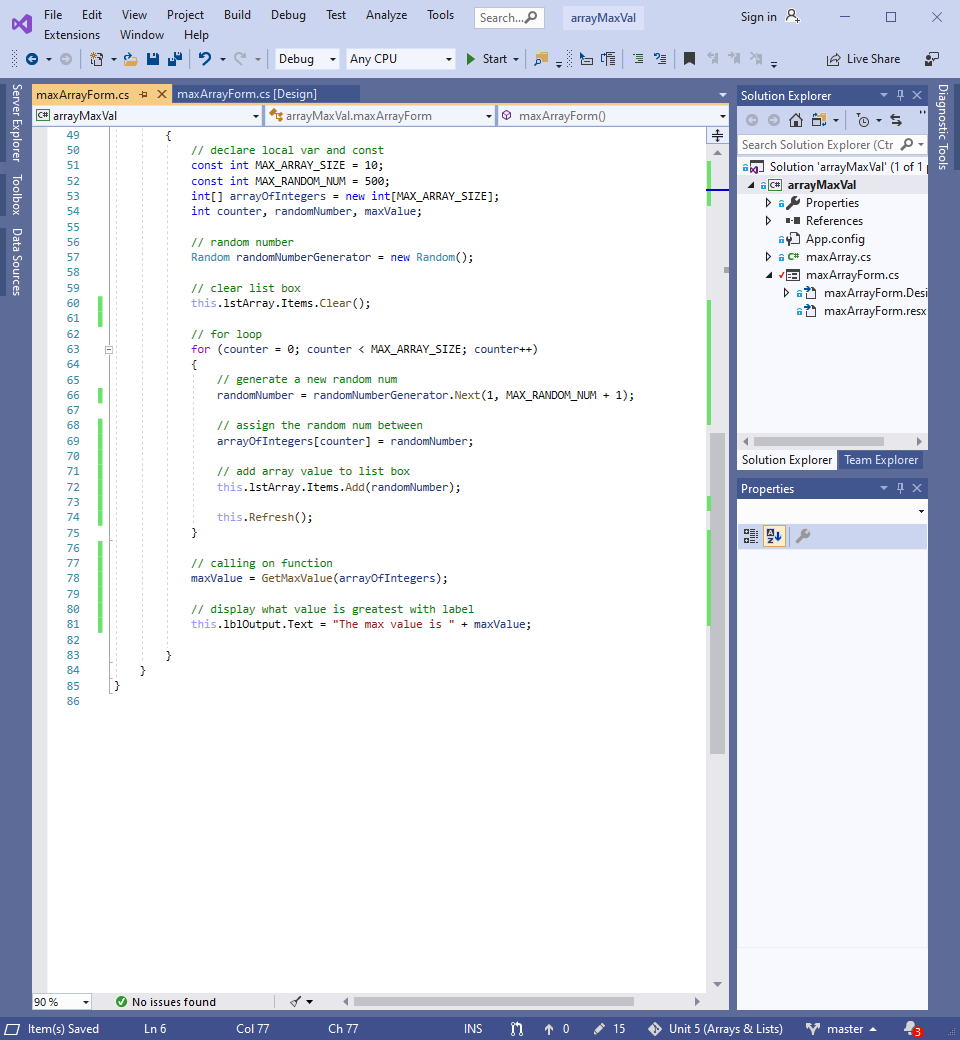 File Edit View Project Build Debug Test Analyze Tools Search... arrayMaxVal Sign in
Extensions Window Help
Debug Any CPU Start Live Share
Server Explorer
Toolbox
Data Sources
maxArrayForm.cs maxArrayForm.cs [Design]
C# arrayMaxVal arrayMaxVal.maxArrayForm maxArrayForm()
49 {
50 // declare local var and const
51 const int MAX_ARRAY_SIZE = 10;
52 const int MAX_RANDOM_NUM = 500;
53 int[] arrayOfIntegers = new int[MAX_ARRAY_SIZE];
54 int counter, randomNumber, maxValue;
55
56 // random number
57 Random randomNumberGenerator = new Random();
58
59 // clear list box
60 this.lstArray.Items.Clear();
61
62 // for loop
63 for (counter = 0; counter < MAX_ARRAY_SIZE; counter++)
64 {
65 // generate a new random num
66 randomNumber = randomNumberGenerator.Next(1, MAX_RANDOM_NUM + 1);
67
68 // assign the random num between
69 arrayOfIntegers[counter] = randomNumber;
70
71 // add array value to list box
72 this.lstArray.Items.Add(randomNumber);
73
74 this.Refresh();
75 }
76
77 // calling on function
78 maxValue = GetMaxValue(arrayOfIntegers);
79
80 // display what value is greatest with label
81 this.lblOutput.Text = "The max value is " + maxValue;
82
83 }
84 }
85 }
86
90 % No issues found
Solution Explorer
Search Solution Explorer (Ctr
Solution 'arrayMaxVal' (1 of 1 p
C# arrayMaxVal
Properties
References
App.config
C# maxArray.cs
maxArrayForm.cs
maxArrayForm.Desi
maxArrayForm.resx
Solution Explorer Team Explorer
Properties
Diagnostic Tools
Item(s) Saved Ln 6 Col 77 Ch 77 INS 0 15 Unit 5 (Arrays & Lists) master 3